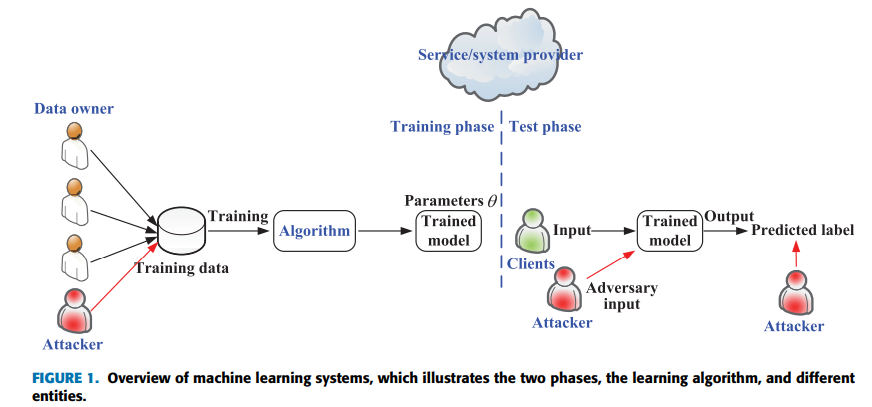 Service/system provider
Data owner
Training phase
Test phase
Training
Algorithm
Training data
Attacker
Parameters θ
Trained
model
Clients
Input
Adversary
input
Attacker
Trained
model
Output
Predicted label
Attacker
FIGURE 1. Overview of machine learning systems, which illustrates the two phases, the learning algorithm, and different
entities.